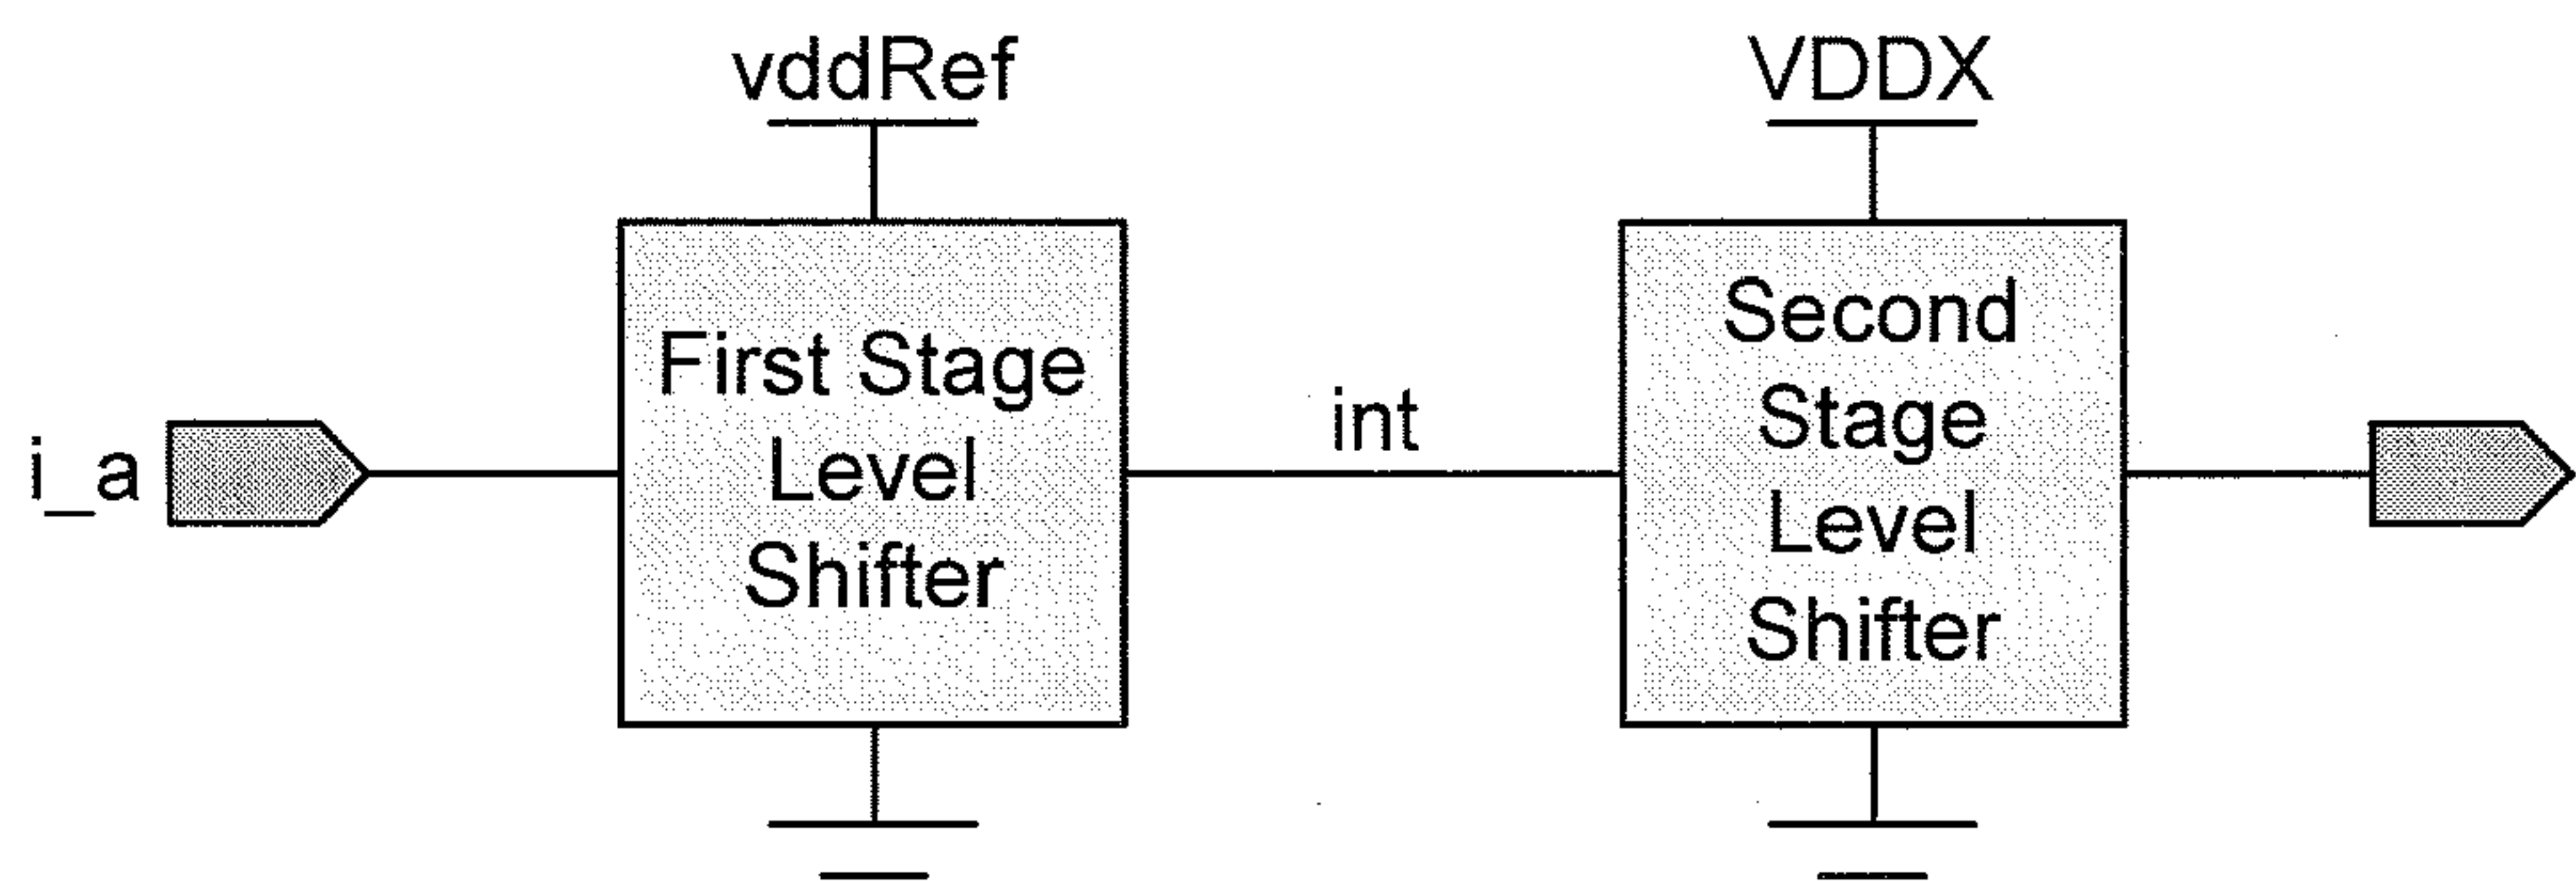 vddRef
VDDX
i_a
First Stage
Level
Shifter
int
Second
Stage
Level
Shifter